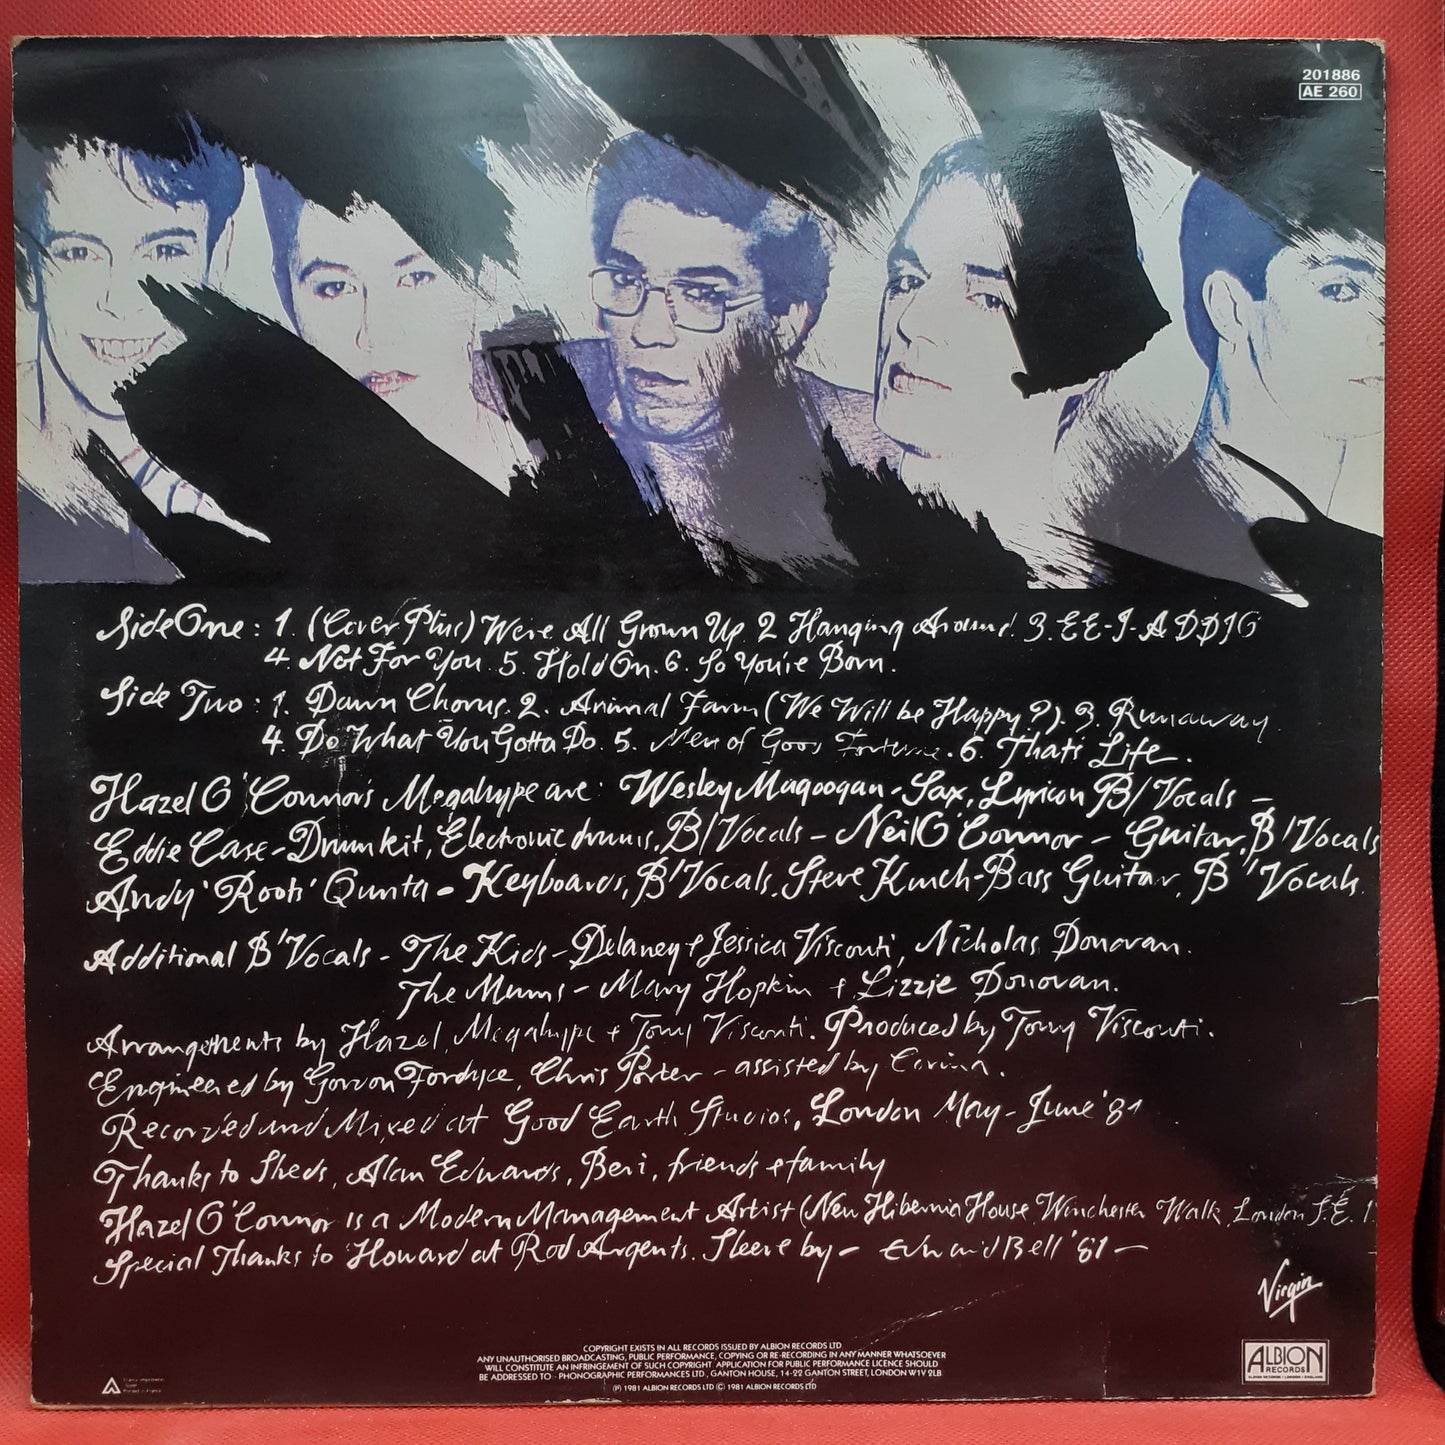 201886
AE 260
Side One: 1. (Cover Plus) We're All Grown Up 2 Hanging Around. 3. E E-I-A D D I O
4. Not For You. 5. Hold On. 6. So You're Born.
Side Two: 1. Dawn Chorus. 2. Animal Farm (We Will be Happy?). 3. Runaway.
4. Do What You Gotta Do. 5. Men of Good Fortune. 6. Thats Life.
Hazel O'Connor's Megahype are: Wesley Magoogan - Sax, Lyricon B/Vocals -
Eddie Case - Drumkit, Electronic drums, B/Vocals - Neil O'Connor - Guitar, B'Vocals
Andy 'Roots' Qunta - Keyboards, B'Vocals. Steve Kinch - Bass Guitar, B'Vocals.
Additional B'Vocals - The Kids - Delaney + Jessica Visconti, Nicholas Donovan.
The Mums - Mary Hopkin + Lizzie Donovan.
Arrangements by Hazel, Megahype + Tony Visconti. Produced by Tony Visconti.
Engineered by Gordon Fordyce, Chris Porter - assisted by Corina.
Recorded and Mixed at Good Earth Studios, London May - June '81
Thanks to Sheds, Alan Edwards, Beri, friends + family
Hazel O'Connor is a Modern Management Artist (New Hibernia House Winchester Walk, London S.E. 1.
Special Thanks to Howard at Rod Argents. Sleeve by - Edward Bell '81 -
Virgin
COPYRIGHT EXISTS IN ALL RECORDS ISSUED BY ALBION RECORDS LTD
ANY UNAUTHORISED BROADCASTING, PUBLIC PERFORMANCE, COPYING OR RE-RECORDING IN ANY MANNER WHATSOEVER
WILL CONSTITUTE AN INFRINGEMENT OF SUCH COPYRIGHT APPLICATION FOR PUBLIC PERFORMANCE LICENCE SHOULD
BE ADDRESSED TO - PHONOGRAPHIC PERFORMANCES LTD., GANTON HOUSE, 14-22 GANTON STREET, LONDON W1V 2LB
(P) 1981 ALBION RECORDS LTD © 1981 ALBION RECORDS LTD
ALBION
RECORDS
ALBION RECORDS • LONDON • ENGLAND
Printed in France